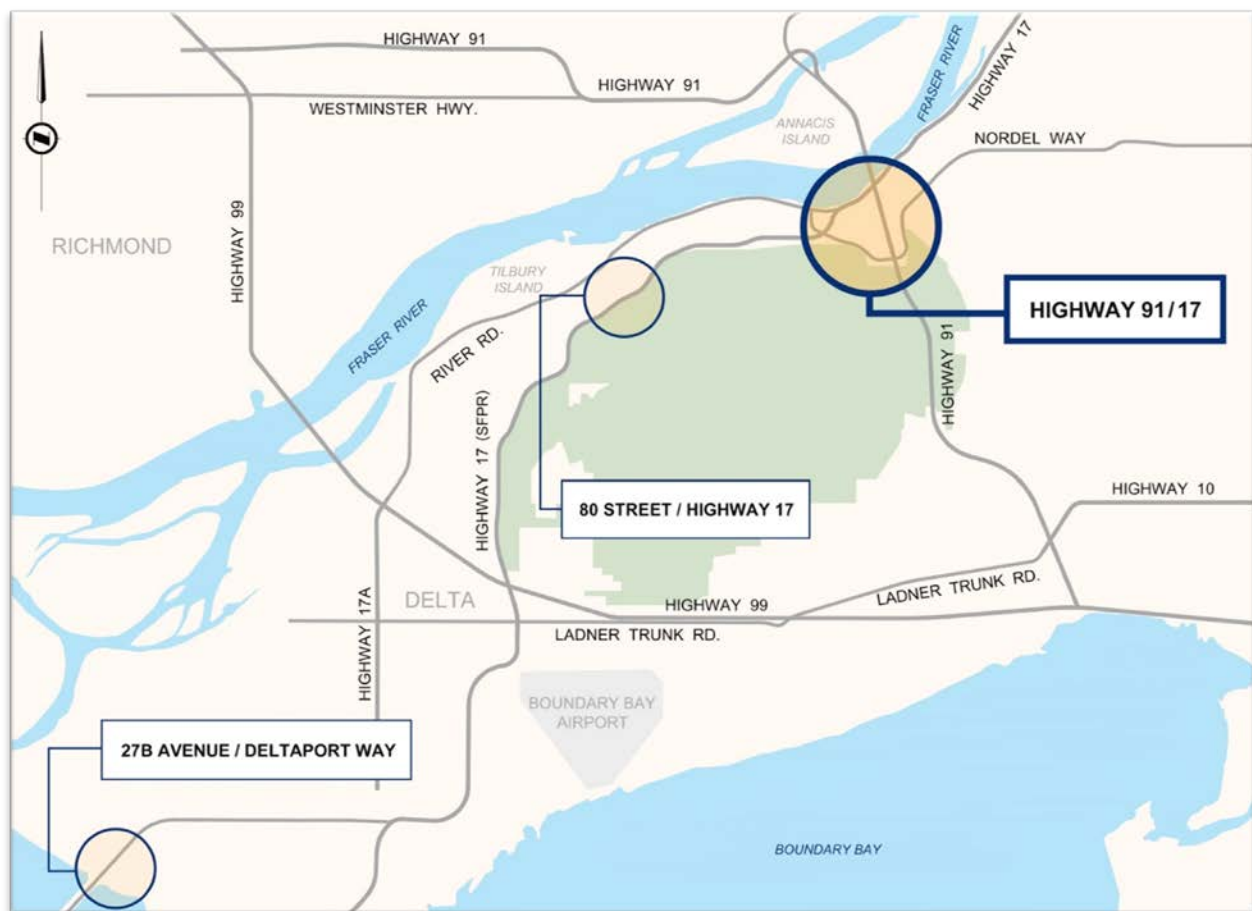 HIGHWAY 91
HIGHWAY 91
WESTMINSTER HWY.
ANNACIS
ISLAND
FRASER RIVER
HIGHWAY 17
NORDEL WAY
HIGHWAY 99
RICHMOND
TILBURY
ISLAND
FRASER RIVER
RIVER RD.
HIGHWAY 91/17
HIGHWAY 91
HIGHWAY 17 (SFPR)
80 STREET / HIGHWAY 17
HIGHWAY 10
LADNER TRUNK RD.
DELTA
HIGHWAY 99
LADNER TRUNK RD.
HIGHWAY 17A
BOUNDARY BAY
AIRPORT
27B AVENUE / DELTAPORT WAY
BOUNDARY BAY